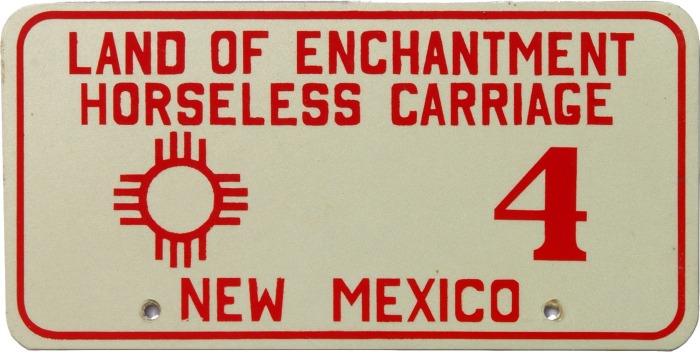 LAND OF ENCHANTMENT
HORSELESS CARRIAGE
4
NEW MEXICO